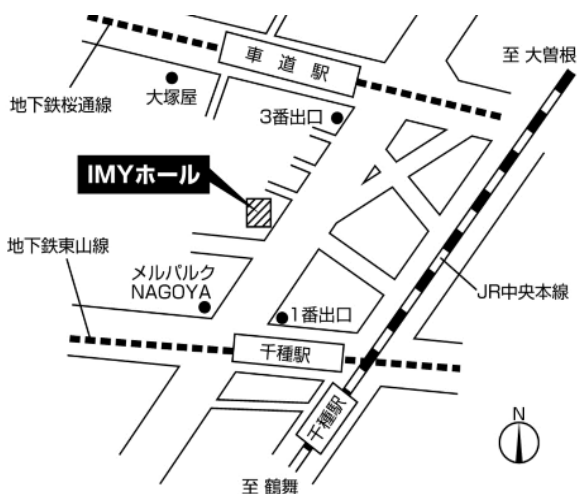 至 大曽根
車道駅
地下鉄桜通線
大塚屋
3番出口
IMYホール
地下鉄東山線
メルパルク
NAGOYA
JR中央本線
1番出口
千種駅
千種駅
N
至 鶴舞